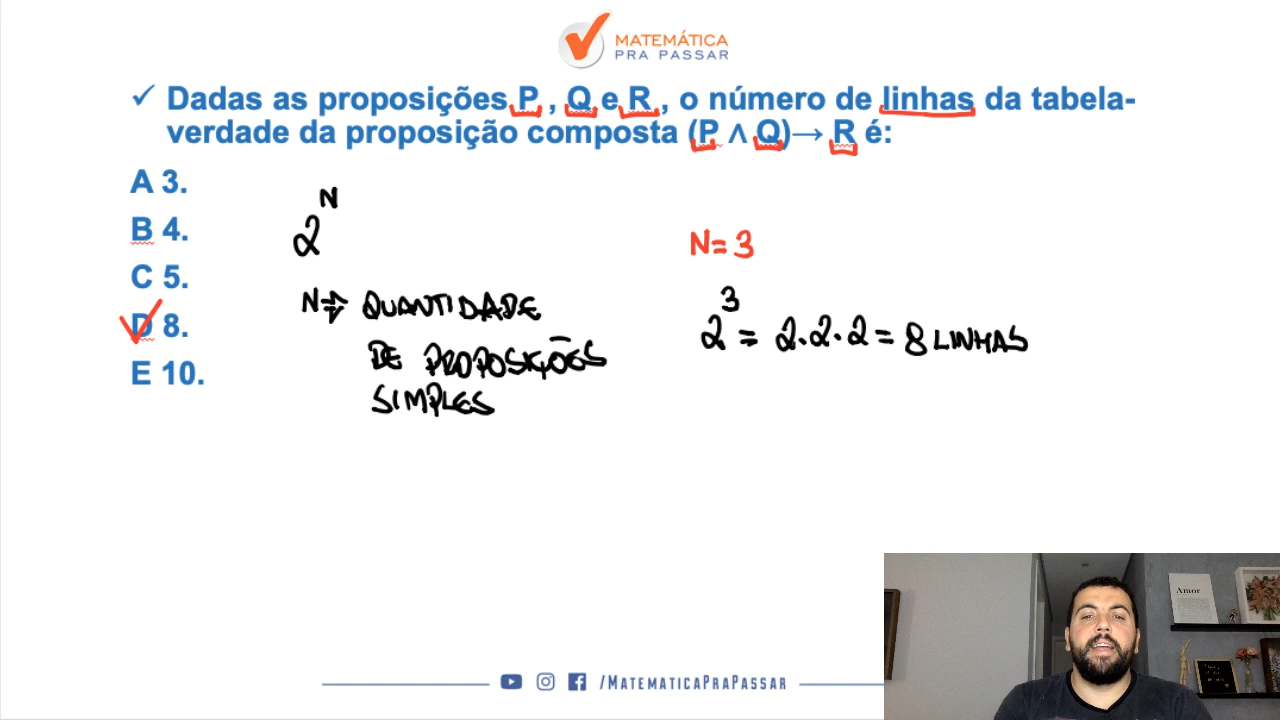 MATEMÁTICA
PRA PASSAR
✓ Dadas as proposições P , Q e R , o número de linhas da tabela-
verdade da proposição composta (P ∧ Q)→ R é:
A 3.
B 4.
C 5.
D 8.
E 10.
2^N
N ⇒ QUANTIDADE
DE PROPOSIÇÕES
SIMPLES
N = 3
2^3 = 2.2.2 = 8 LINHAS
Amor
/MATEMATICAPRAPASSAR